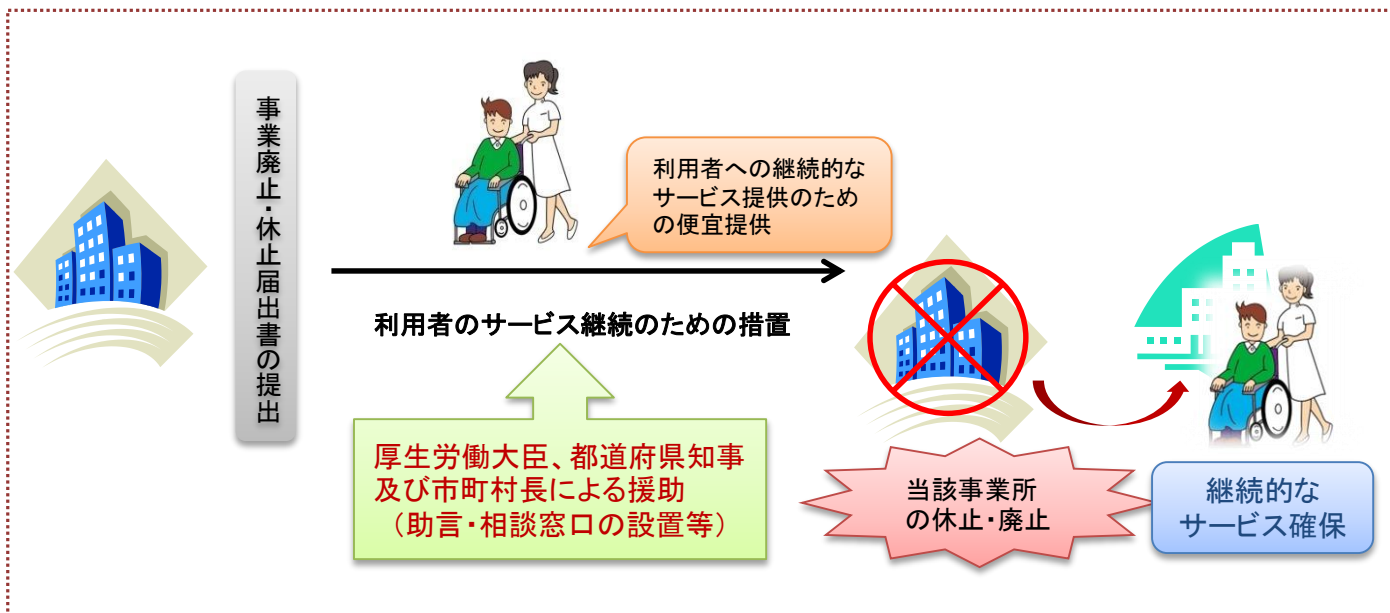 事業廃止・休止届出書の提出
利用者への継続的な
サービス提供のため
の便宜提供
利用者のサービス継続のための措置
厚生労働大臣、都道府県知事
及び市町村長による援助
（助言・相談窓口の設置等）
当該事業所
の休止・廃止
継続的な
サービス確保